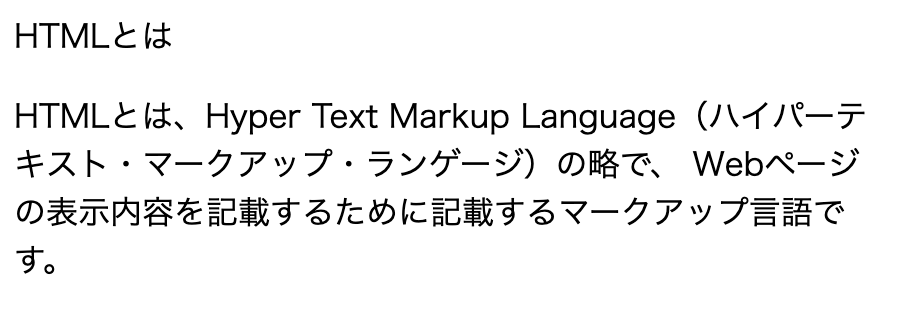 HTMLとは
HTMLとは、Hyper Text Markup Language（ハイパーテ
キスト・マークアップ・ランゲージ）の略で、 Webページ
の表示内容を記載するために記載するマークアップ言語で
す。